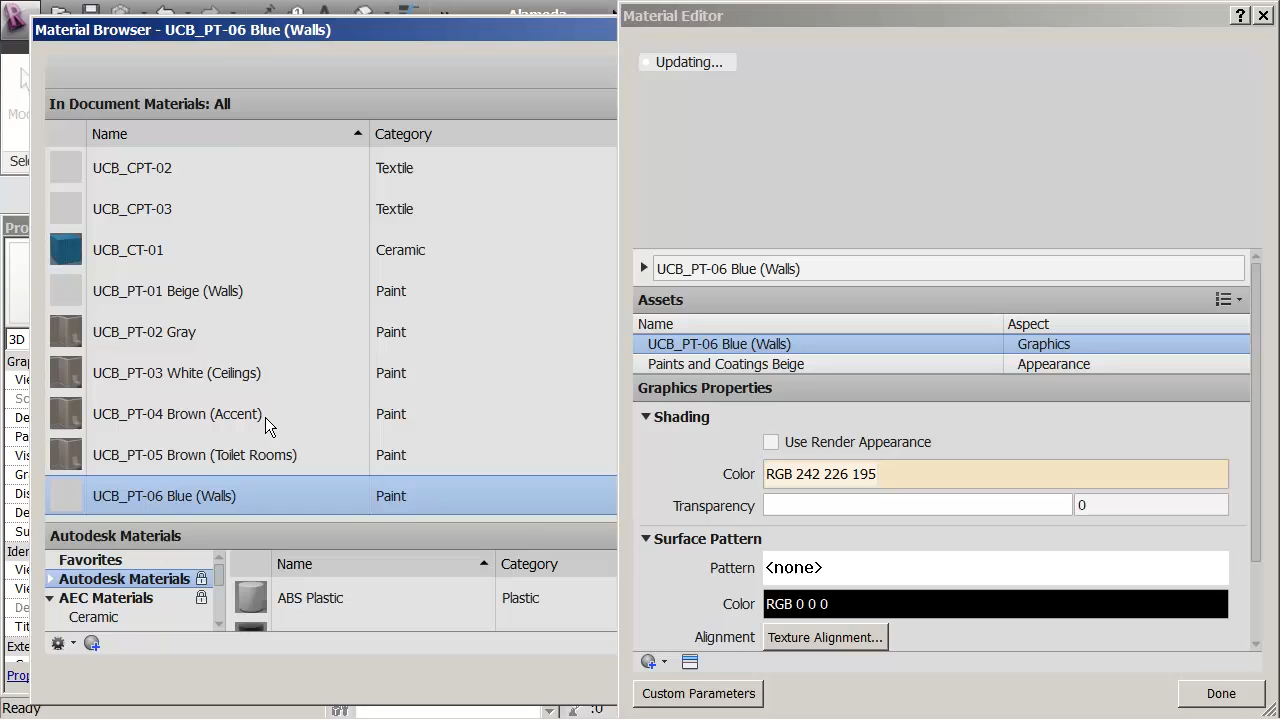 Alameda
Material Browser - UCB_PT-06 Blue (Walls)
In Document Materials: All
Name Category
UCB_CPT-02 Textile
UCB_CPT-03 Textile
UCB_CT-01 Ceramic
UCB_PT-01 Beige (Walls) Paint
UCB_PT-02 Gray Paint
UCB_PT-03 White (Ceilings) Paint
UCB_PT-04 Brown (Accent) Paint
UCB_PT-05 Brown (Toilet Rooms) Paint
UCB_PT-06 Blue (Walls) Paint
Autodesk Materials
Favorites
Autodesk Materials
AEC Materials
Ceramic
Name Category
ABS Plastic Plastic
Material Editor
Updating...
UCB_PT-06 Blue (Walls)
Assets
Name Aspect
UCB_PT-06 Blue (Walls) Graphics
Paints and Coatings Beige Appearance
Graphics Properties
Shading
Use Render Appearance
Color RGB 242 226 195
Transparency 0
Surface Pattern
Pattern <none>
Color RGB 0 0 0
Alignment Texture Alignment...
Custom Parameters Done
3D
Ready :0